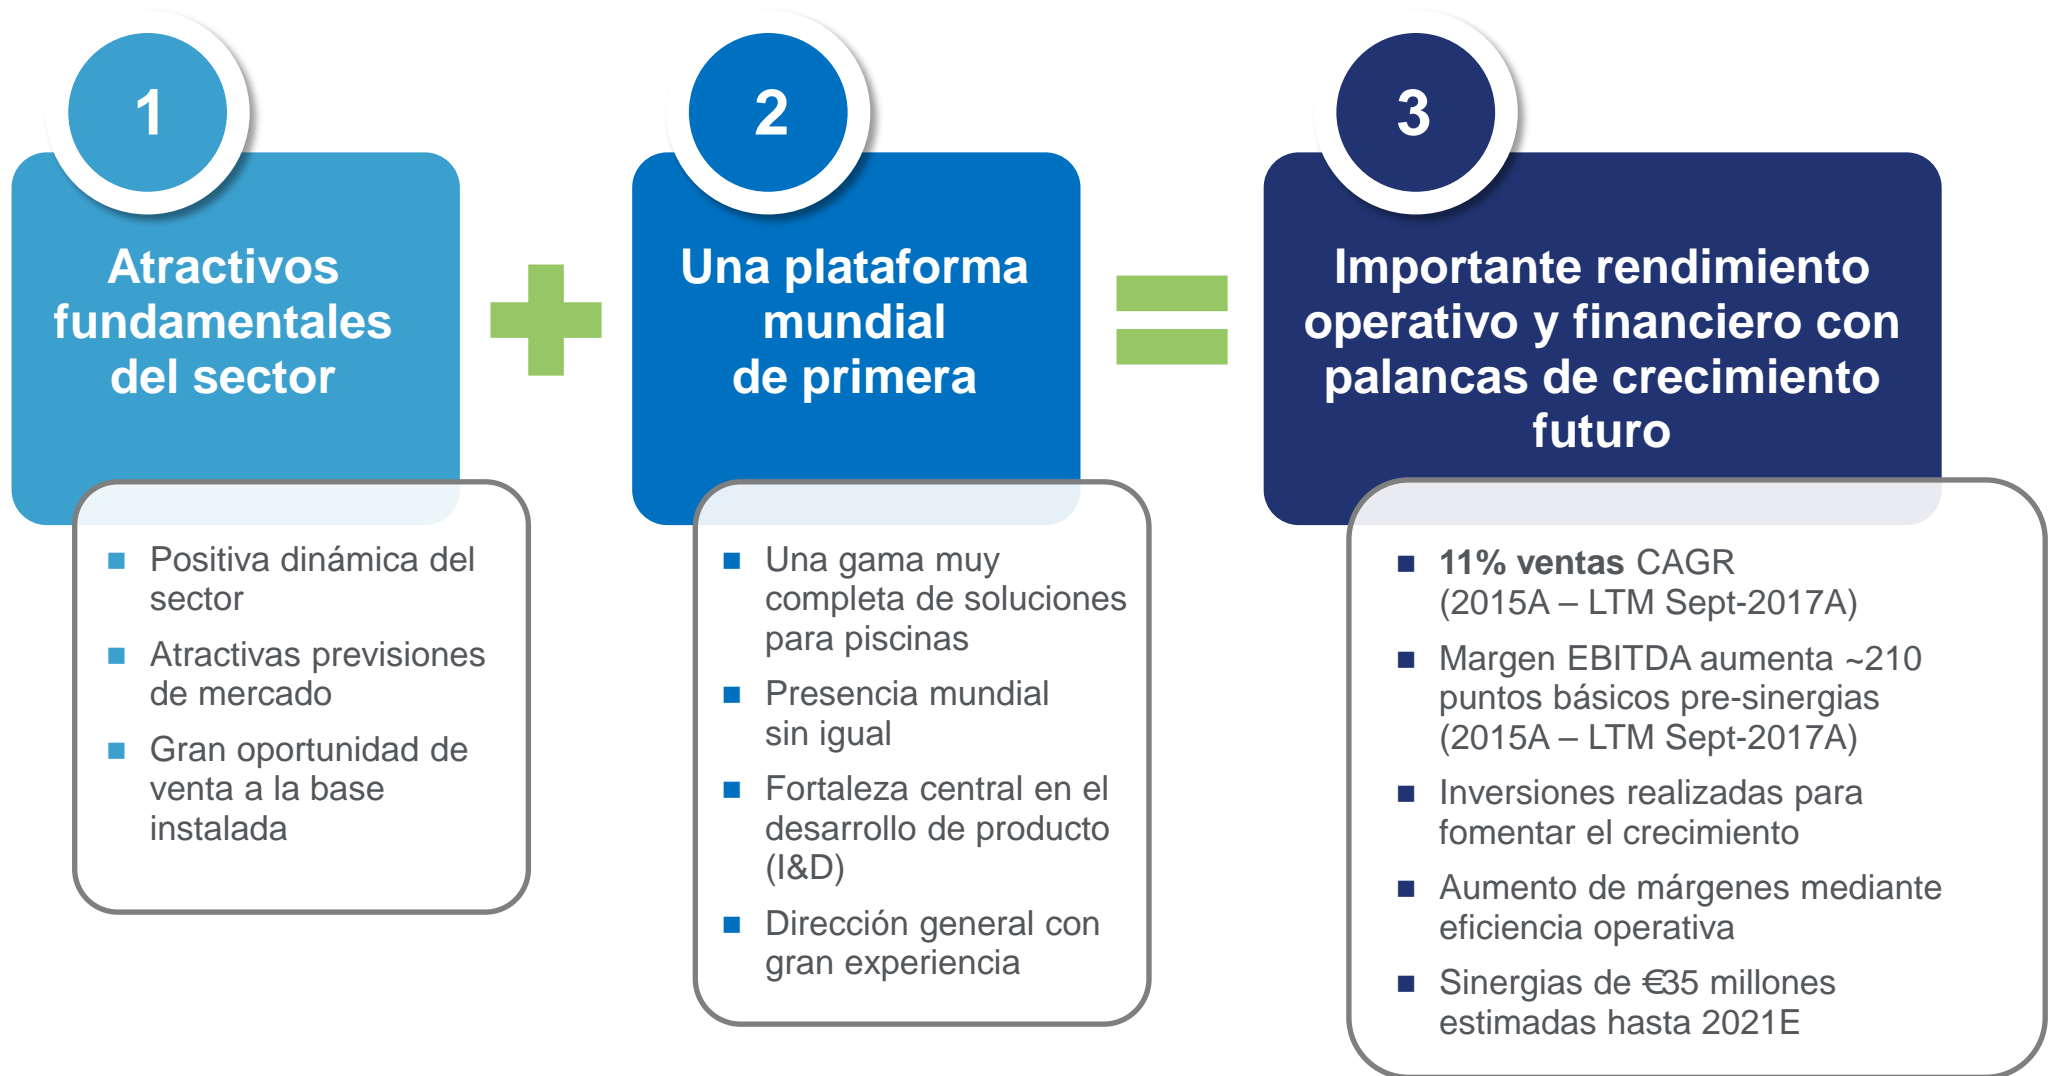 1
Atractivos
fundamentales
del sector
Positiva dinámica del
sector
Atractivas previsiones
de mercado
Gran oportunidad de
venta a la base
instalada
2
Una plataforma
mundial
de primera
Una gama muy
completa de soluciones
para piscinas
Presencia mundial
sin igual
Fortaleza central en el
desarrollo de producto
(I&D)
Dirección general con
gran experiencia
3
Importante rendimiento
operativo y financiero con
palancas de crecimiento
futuro
11% ventas CAGR
(2015A – LTM Sept-2017A)
Margen EBITDA aumenta ~210
puntos básicos pre-sinergias
(2015A – LTM Sept-2017A)
Inversiones realizadas para
fomentar el crecimiento
Aumento de márgenes mediante
eficiencia operativa
Sinergias de €35 millones
estimadas hasta 2021E